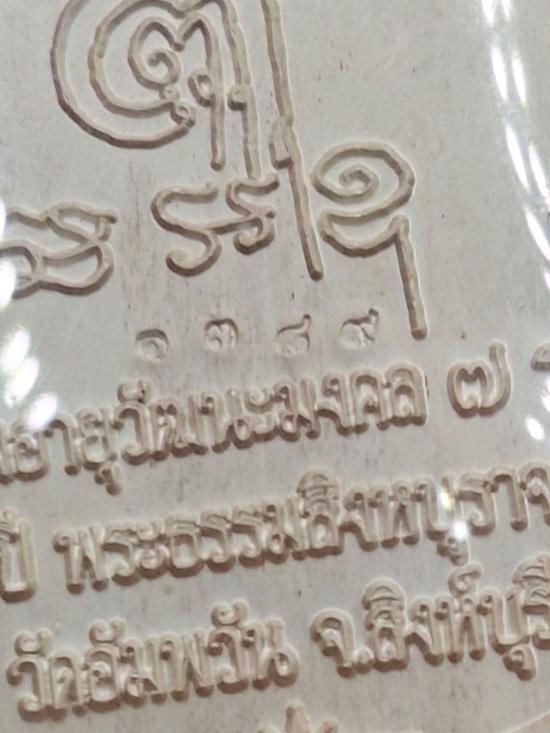 ๑ ๓ ๘ ๙
อายุวัฒนะมงคล ๗
ปี พระธรรมสิงหบูราจ
วัดอัมพวัน จ.สิงห์บุรี